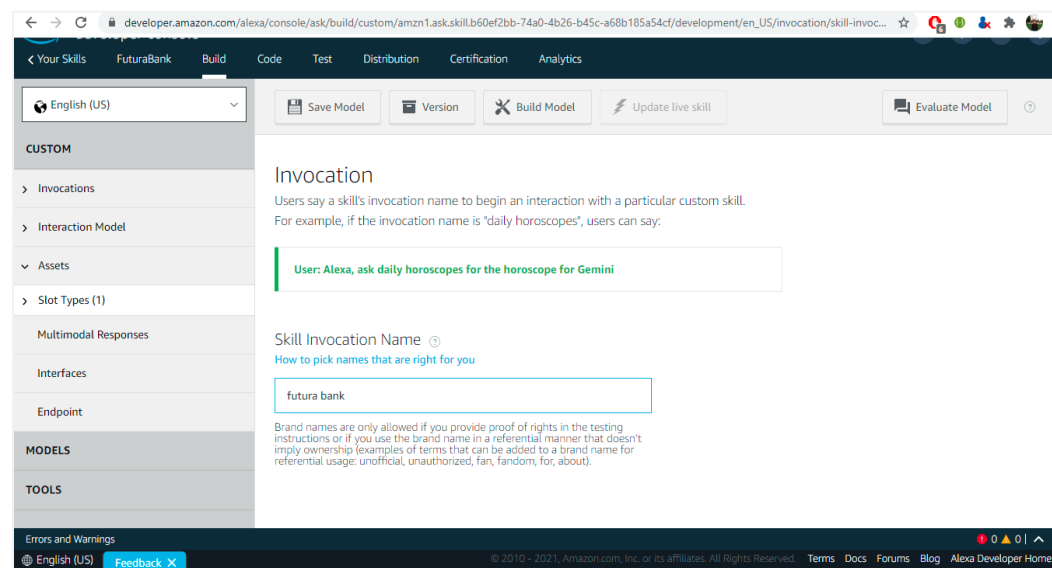 developer.amazon.com/alexa/console/ask/build/custom/amzn1.ask.skill.b60ef2bb-74a0-4b26-b45c-a68b185a54cf/development/en_US/invocation/skill-invoc...
6
Your Skills FuturaBank Build Code Test Distribution Certification Analytics
English (US)
Save Model Version Build Model Update live skill Evaluate Model
CUSTOM
Invocations
Interaction Model
Assets
Slot Types (1)
Multimodal Responses
Interfaces
Endpoint
MODELS
TOOLS
Invocation
Users say a skill's invocation name to begin an interaction with a particular custom skill.
For example, if the invocation name is "daily horoscopes", users can say:
User: Alexa, ask daily horoscopes for the horoscope for Gemini
Skill Invocation Name
How to pick names that are right for you
futura bank
Brand names are only allowed if you provide proof of rights in the testing
instructions or if you use the brand name in a referential manner that doesn't
imply ownership (examples of terms that can be added to a brand name for
referential usage: unofficial, unauthorized, fan, fandom, for, about).
Errors and Warnings 0 0
English (US) Feedback X © 2010 - 2021, Amazon.com, Inc. or its affiliates. All Rights Reserved. Terms Docs Forums Blog Alexa Developer Home